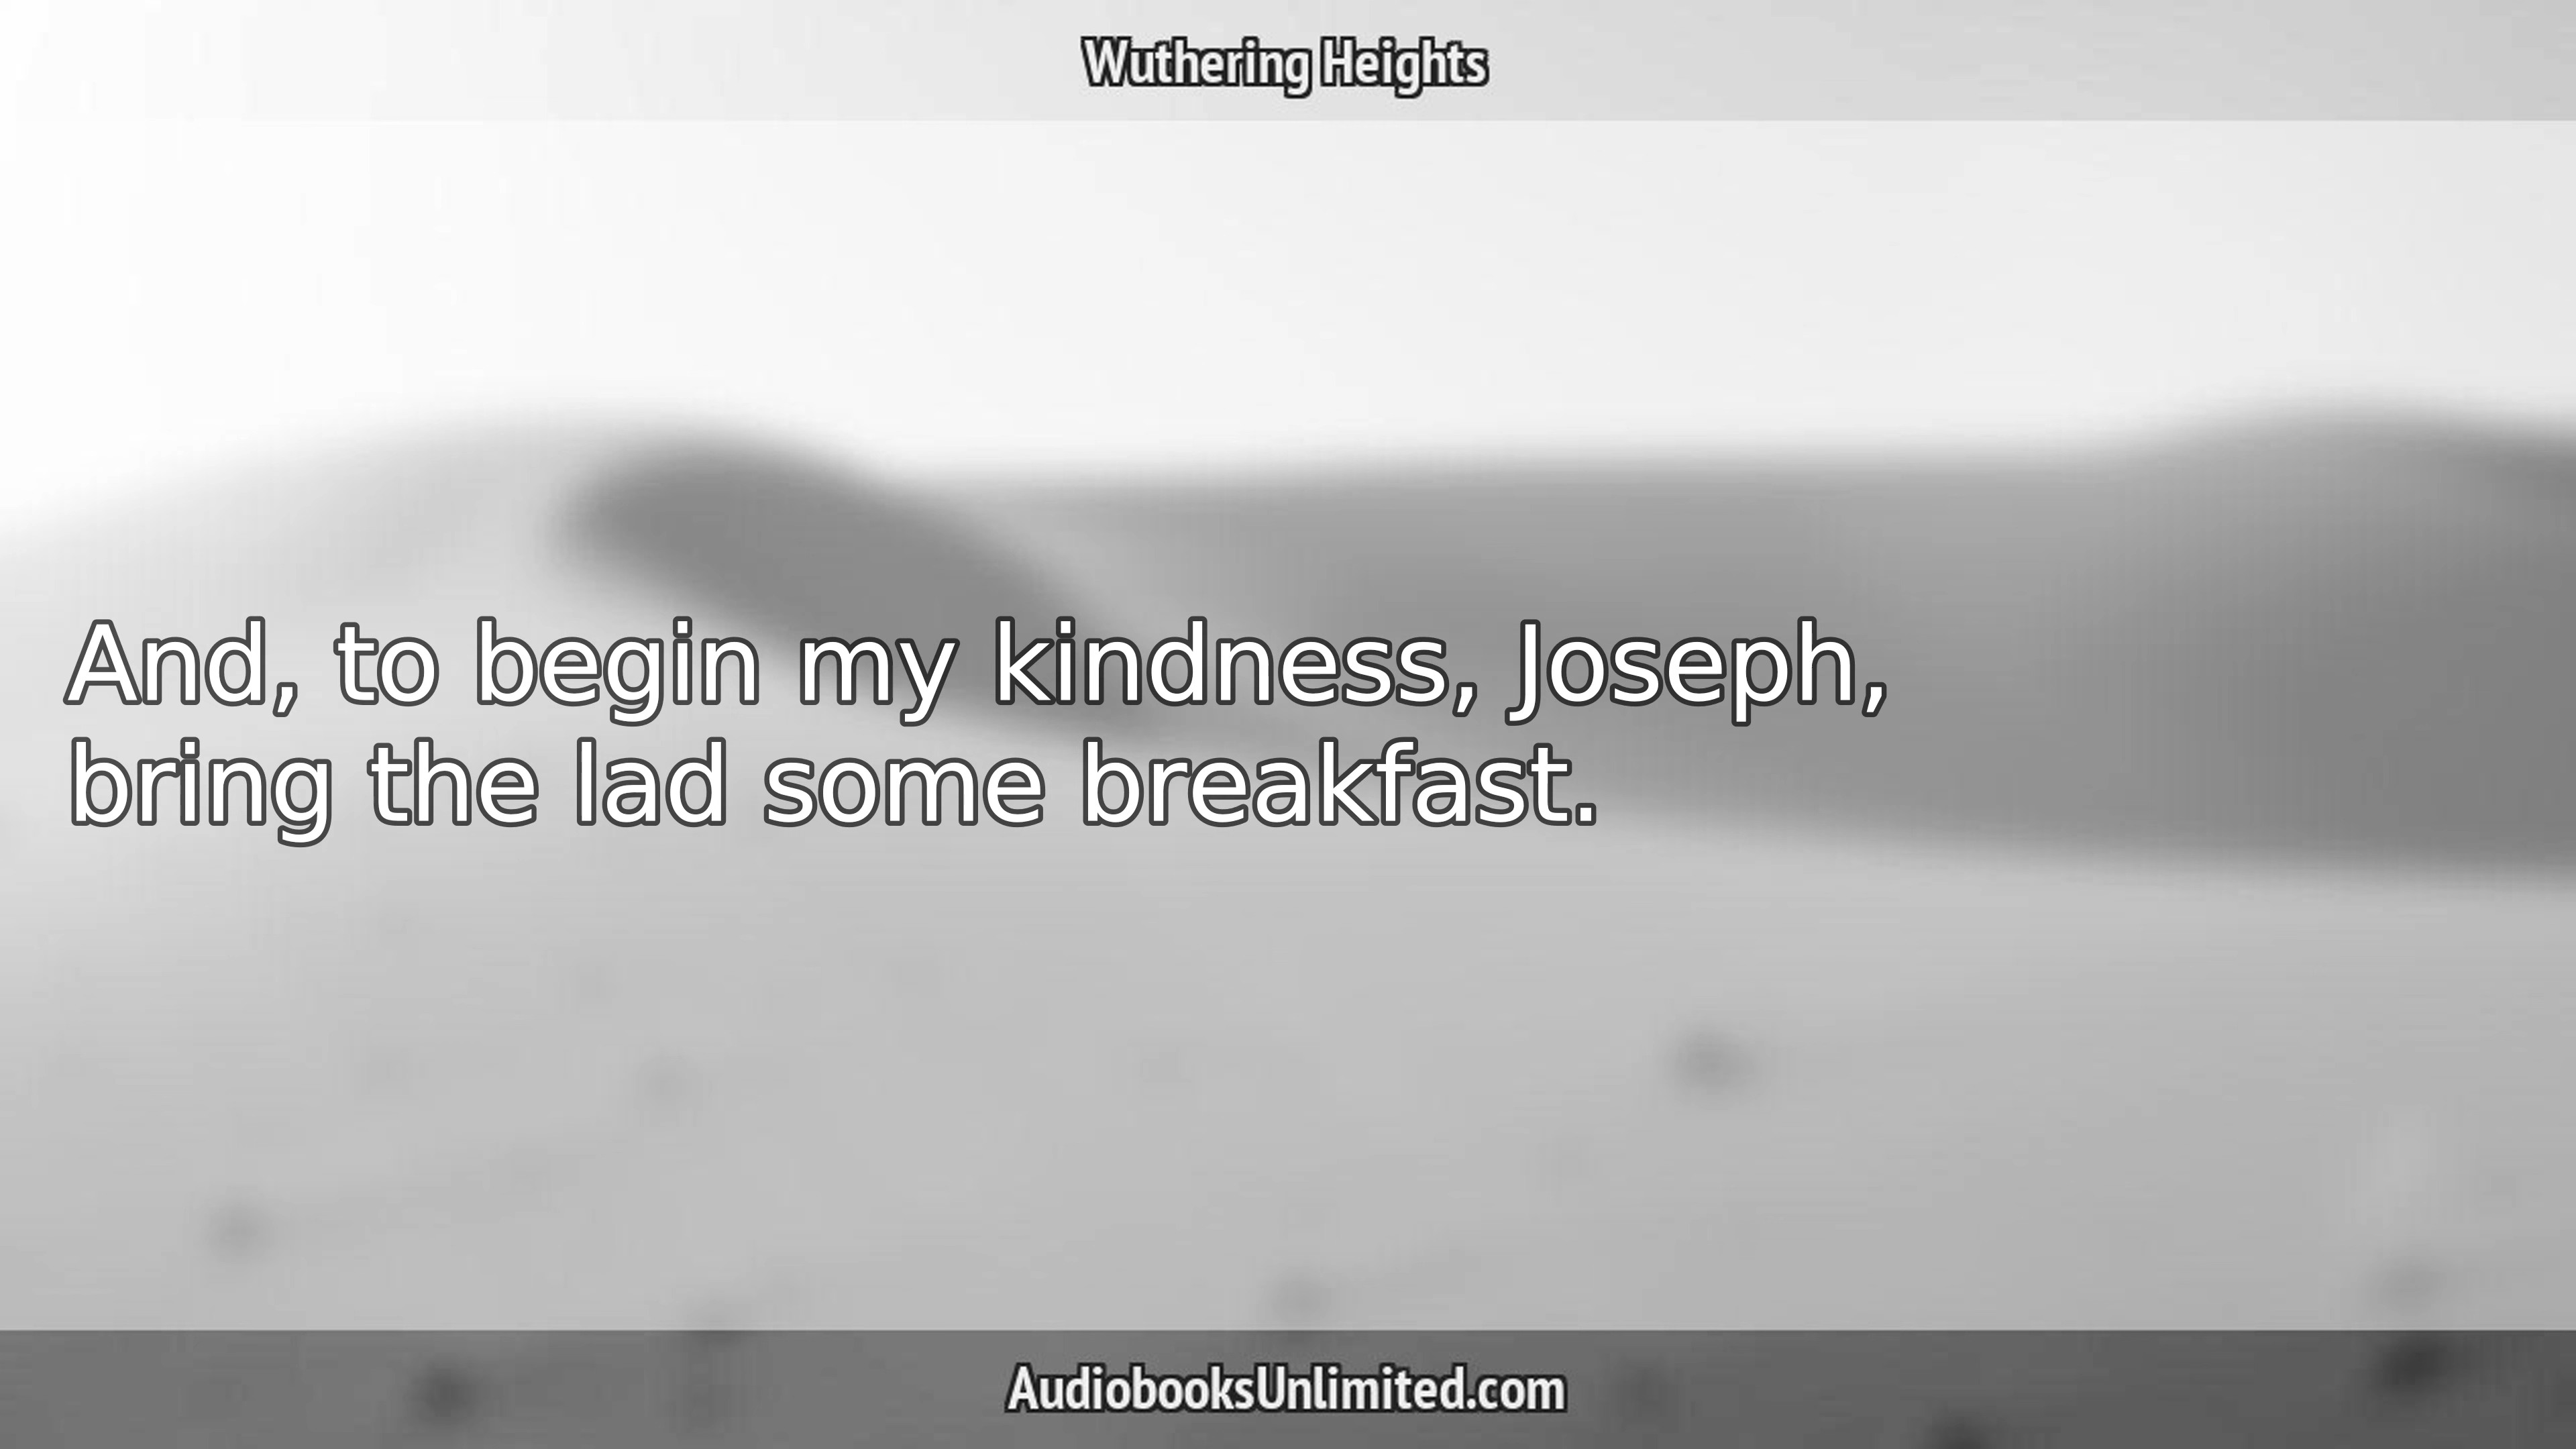 Wuthering Heights
And, to begin my kindness, Joseph,
bring the lad some breakfast.
AudiobooksUnlimited.com